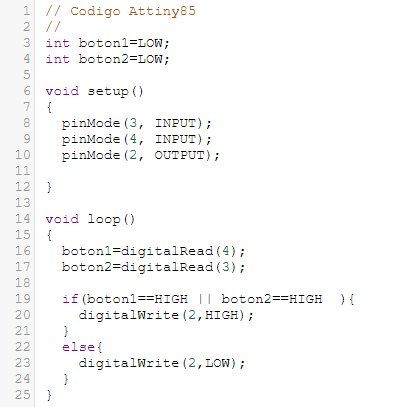 1 // Codigo Attiny85
2 //
3 int boton1=LOW;
4 int boton2=LOW;
5
6 void setup()
7 {
8   pinMode(3, INPUT);
9   pinMode(4, INPUT);
10   pinMode(2, OUTPUT);
11
12 }
13
14 void loop()
15 {
16   boton1=digitalRead(4);
17   boton2=digitalRead(3);
18
19   if(boton1==HIGH || boton2==HIGH  ){
20     digitalWrite(2,HIGH);
21   }
22   else{
23     digitalWrite(2,LOW);
24   }
25 }